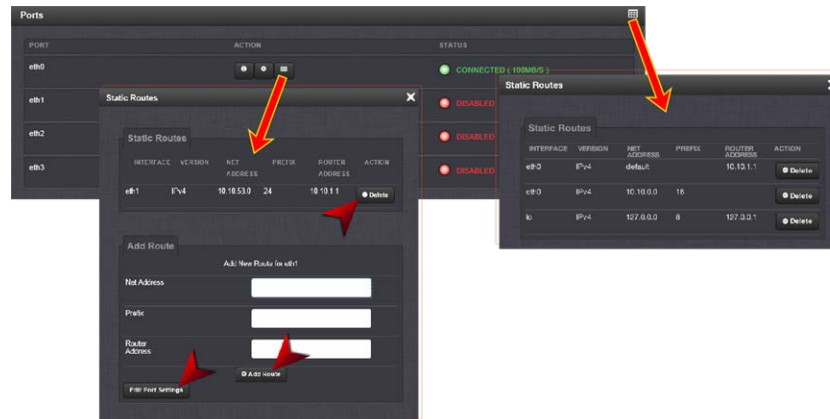 Ports
PORT ACTION STATUS
eth0 CONNECTED ( 100MB/S )
eth1 DISABLED
eth2 DISABLED
eth3 DISABLED
Static Routes
Static Routes
INTERFACE VERSION NET ADDRESS PREFIX ROUTER ADDRESS ACTION
eth1 IPv4 10.10.53.0 24 10.10.1.1 Delete
Add Route
Add New Route for eth1
Net Address
Prefix
Router Address
Add Route
Edit Port Settings
Static Routes
Static Routes
INTERFACE VERSION NET ADDRESS PREFIX ROUTER ADDRESS ACTION
eth0 IPv4 default 10.10.1.1 Delete
eth0 IPv4 10.10.0.0 16 Delete
lo IPv4 127.0.0.0 8 127.0.0.1 Delete